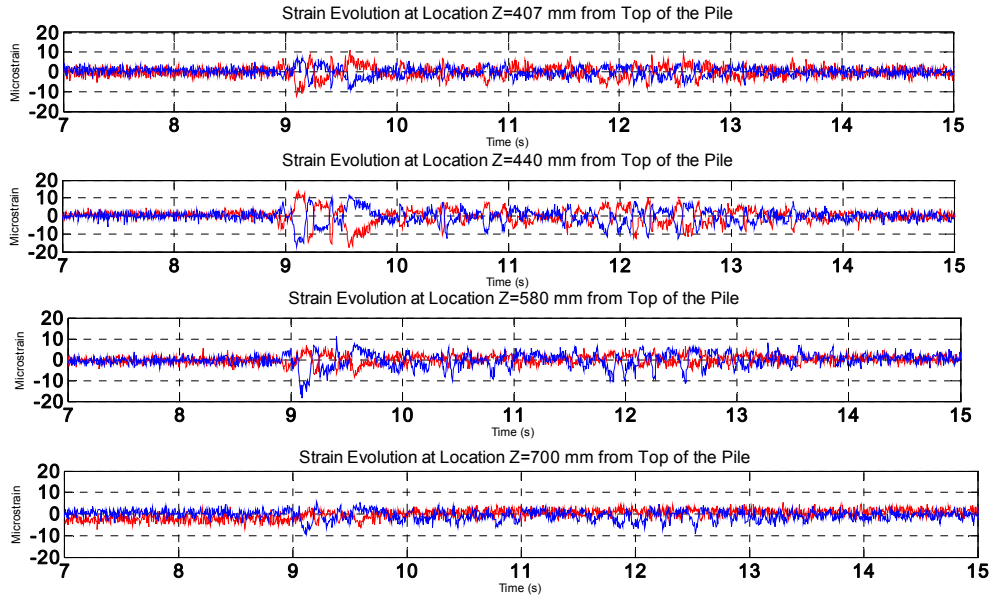 Strain Evolution at Location Z=407 mm from Top of the Pile
20
10
0
-10
-20
Microstrain
7 8 9 10 11 12 13 14 15
Time (s)
Strain Evolution at Location Z=440 mm from Top of the Pile
20
10
0
-10
-20
Microstrain
7 8 9 10 11 12 13 14 15
Time (s)
Strain Evolution at Location Z=580 mm from Top of the Pile
20
10
0
-10
-20
Microstrain
7 8 9 10 11 12 13 14 15
Time (s)
Strain Evolution at Location Z=700 mm from Top of the Pile
20
10
0
-10
-20
Microstrain
7 8 9 10 11 12 13 14 15
Time (s)